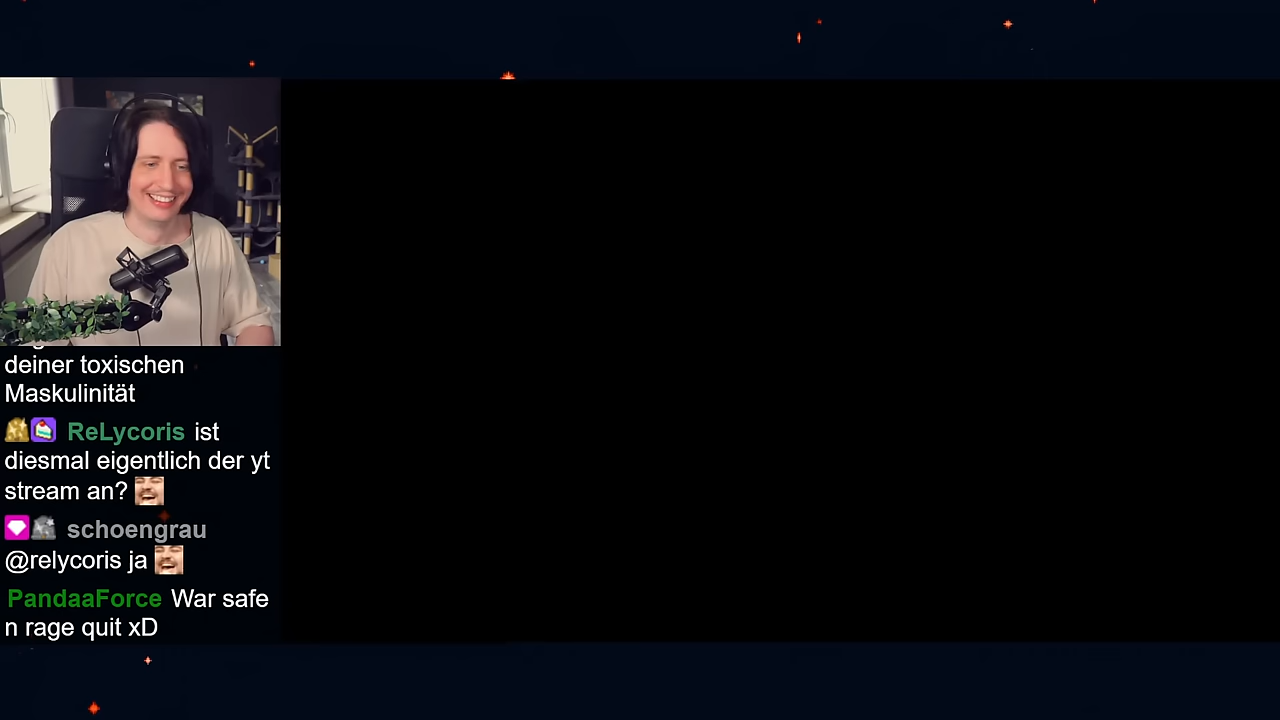 deiner toxischen
Maskulinität
ReLycoris ist
diesmal eigentlich der yt
stream an?
schoengrau
@relycoris ja
PandaaForce War safe
n rage quit xD